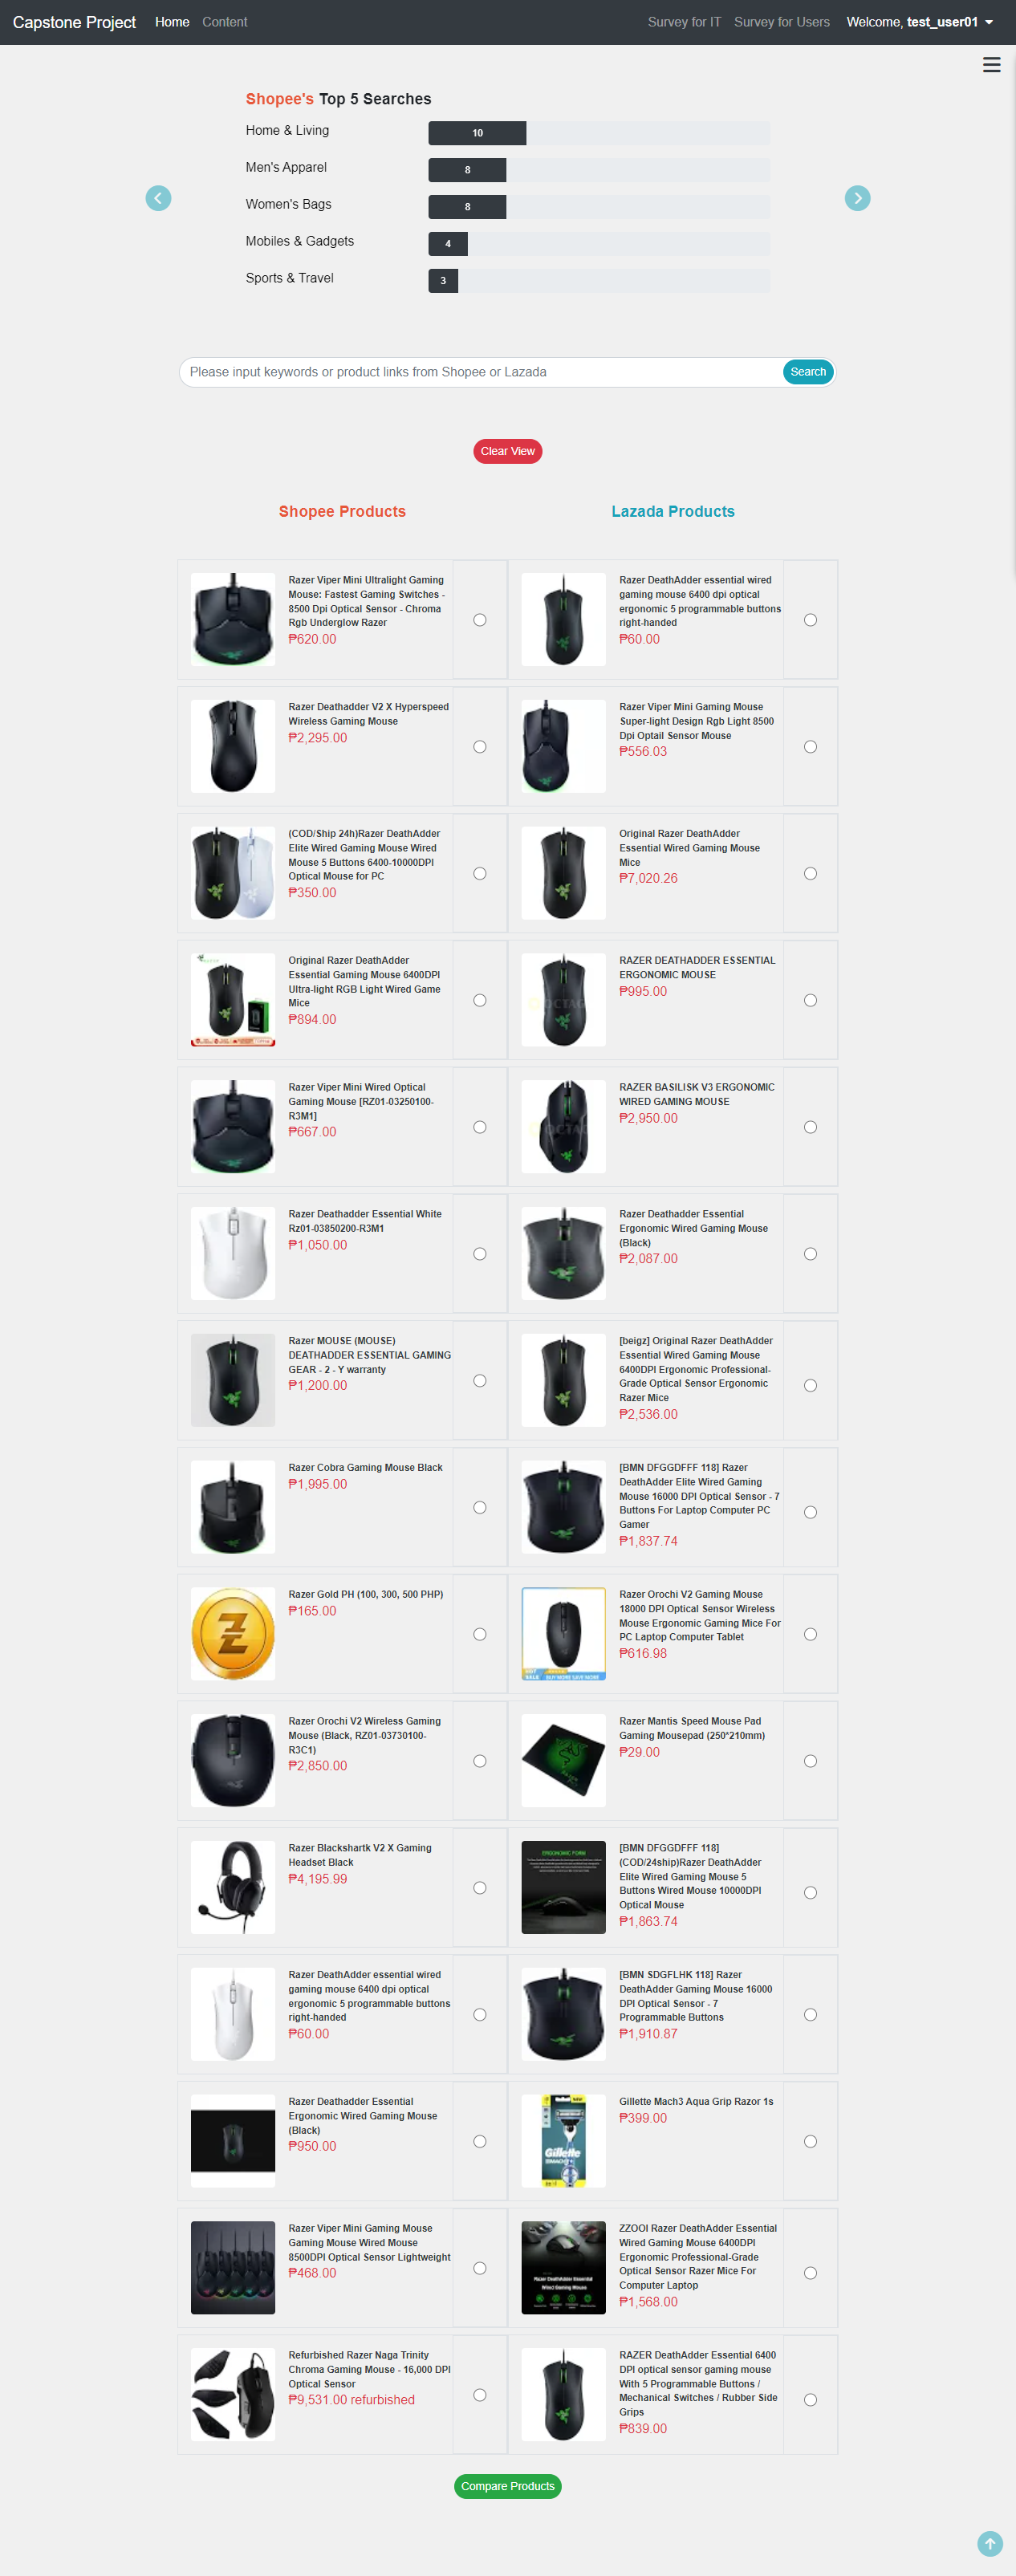 Capstone Project Home Content Survey for IT Survey for Users Welcome, test_user01
Shopee's Top 5 Searches
Home & Living 10
Men's Apparel 8
Women's Bags 8
Mobiles & Gadgets 4
Sports & Travel 3
Please input keywords or product links from Shopee or Lazada Search
Clear View
Shopee Products
Lazada Products
Razer Viper Mini Ultralight Gaming
Mouse: Fastest Gaming Switches -
8500 Dpi Optical Sensor - Chroma
Rgb Underglow Razer
₱620.00
Razer DeathAdder essential wired
gaming mouse 6400 dpi optical
ergonomic 5 programmable buttons
right-handed
₱60.00
Razer Deathadder V2 X Hyperspeed
Wireless Gaming Mouse
₱2,295.00
Razer Viper Mini Gaming Mouse
Super-light Design Rgb Light 8500
Dpi Optail Sensor Mouse
₱556.03
(COD/Ship 24h)Razer DeathAdder
Elite Wired Gaming Mouse Wired
Mouse 5 Buttons 6400-10000DPI
Optical Mouse for PC
₱350.00
Original Razer DeathAdder
Essential Wired Gaming Mouse
Mice
₱7,020.26
Original Razer DeathAdder
Essential Gaming Mouse 6400DPI
Ultra-light RGB Light Wired Game
Mice
₱894.00
RAZER DEATHADDER ESSENTIAL
ERGONOMIC MOUSE
₱995.00
Razer Viper Mini Wired Optical
Gaming Mouse [RZ01-03250100-
R3M1]
₱667.00
RAZER BASILISK V3 ERGONOMIC
WIRED GAMING MOUSE
₱2,950.00
Razer Deathadder Essential White
Rz01-03850200-R3M1
₱1,050.00
Razer Deathadder Essential
Ergonomic Wired Gaming Mouse
(Black)
₱2,087.00
Razer MOUSE (MOUSE)
DEATHADDER ESSENTIAL GAMING
GEAR - 2 - Y warranty
₱1,200.00
[beigz] Original Razer DeathAdder
Essential Wired Gaming Mouse
6400DPI Ergonomic Professional-
Grade Optical Sensor Ergonomic
Razer Mice
₱2,536.00
Razer Cobra Gaming Mouse Black
₱1,995.00
[BMN DFGGDFFF 118] Razer
DeathAdder Elite Wired Gaming
Mouse 16000 DPI Optical Sensor - 7
Buttons For Laptop Computer PC
Gamer
₱1,837.74
Razer Gold PH (100, 300, 500 PHP)
₱165.00
Razer Orochi V2 Gaming Mouse
18000 DPI Optical Sensor Wireless
Mouse Ergonomic Gaming Mice For
PC Laptop Computer Tablet
₱616.98
BUY MORE SAVE MORE
Razer Orochi V2 Wireless Gaming
Mouse (Black, RZ01-03730100-
R3C1)
₱2,850.00
Razer Mantis Speed Mouse Pad
Gaming Mousepad (250*210mm)
₱29.00
Razer Blackshartk V2 X Gaming
Headset Black
₱4,195.99
ERGONOMIC FORM
[BMN DFGGDFFF 118]
(COD/24ship)Razer DeathAdder
Elite Wired Gaming Mouse 5
Buttons Wired Mouse 10000DPI
Optical Mouse
₱1,863.74
Razer DeathAdder essential wired
gaming mouse 6400 dpi optical
ergonomic 5 programmable buttons
right-handed
₱60.00
[BMN SDGFLHK 118] Razer
DeathAdder Gaming Mouse 16000
DPI Optical Sensor - 7
Programmable Buttons
₱1,910.87
Razer Deathadder Essential
Ergonomic Wired Gaming Mouse
(Black)
₱950.00
Gillette
Gillette Mach3 Aqua Grip Razor 1s
₱399.00
Razer Viper Mini Gaming Mouse
Gaming Mouse Wired Mouse
8500DPI Optical Sensor Lightweight
₱468.00
Razer DeathAdder Essential
Wired Gaming Mouse
ZZOOI Razer DeathAdder Essential
Wired Gaming Mouse 6400DPI
Ergonomic Professional-Grade
Optical Sensor Razer Mice For
Computer Laptop
₱1,568.00
Refurbished Razer Naga Trinity
Chroma Gaming Mouse - 16,000 DPI
Optical Sensor
₱9,531.00 refurbished
RAZER DeathAdder Essential 6400
DPI optical sensor gaming mouse
With 5 Programmable Buttons /
Mechanical Switches / Rubber Side
Grips
₱839.00
Compare Products